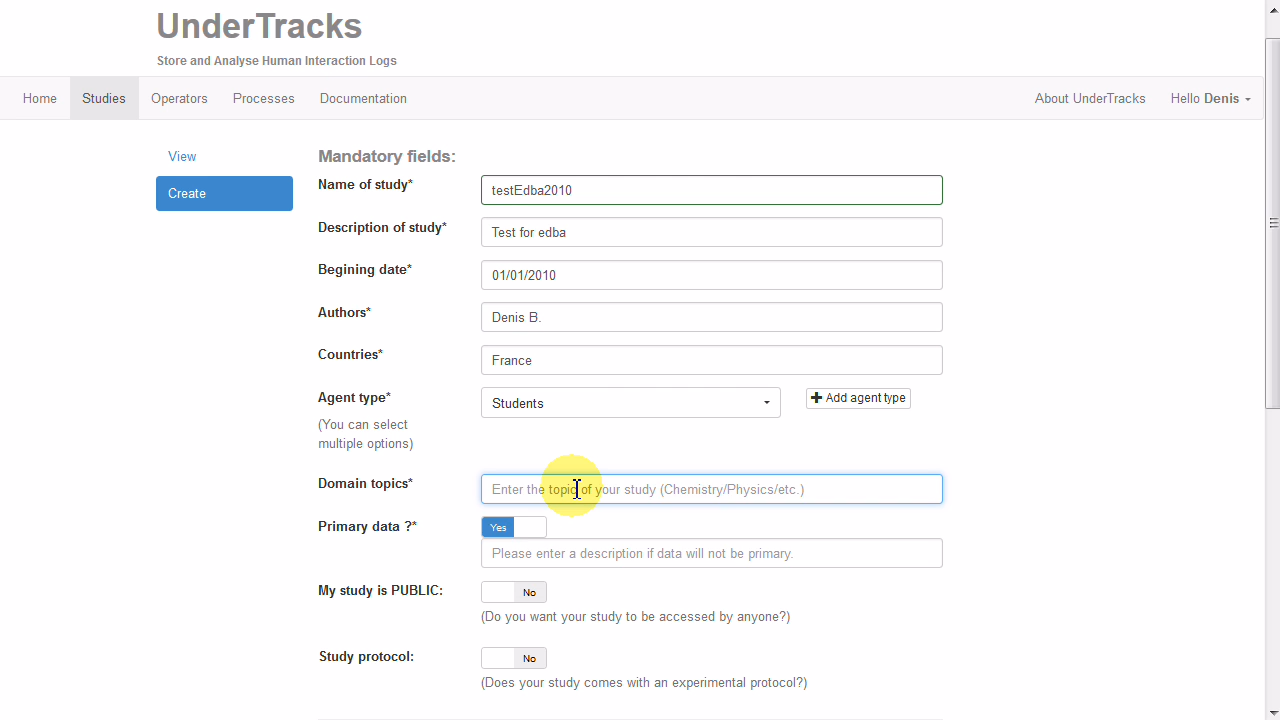 UnderTracks
Store and Analyse Human Interaction Logs
Home Studies Operators Processes Documentation About UnderTracks Hello Denis
View
Create
Mandatory fields:
Name of study* testEdba2010
Description of study* Test for edba
Begining date* 01/01/2010
Authors* Denis B.
Countries* France
Agent type* Students Add agent type
(You can select
multiple options)
Domain topics* Enter the topic of your study (Chemistry/Physics/etc.)
Primary data ?* Yes
Please enter a description if data will not be primary.
My study is PUBLIC: No
(Do you want your study to be accessed by anyone?)
Study protocol: No
(Does your study comes with an experimental protocol?)